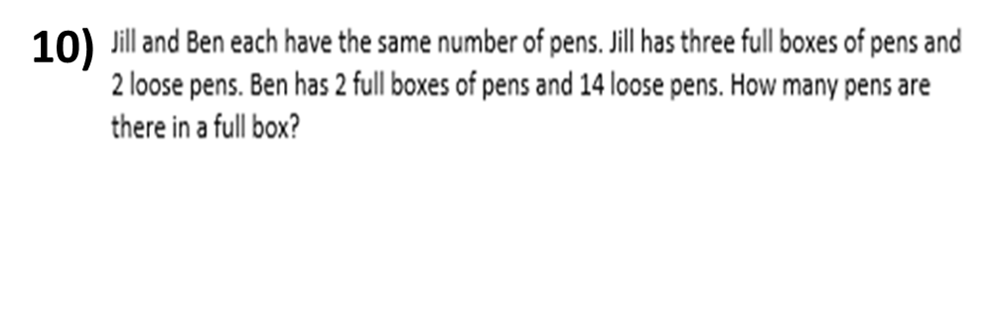 10) Jill and Ben each have the same number of pens. Jill has three full boxes of pens and
2 loose pens. Ben has 2 full boxes of pens and 14 loose pens. How many pens are
there in a full box?